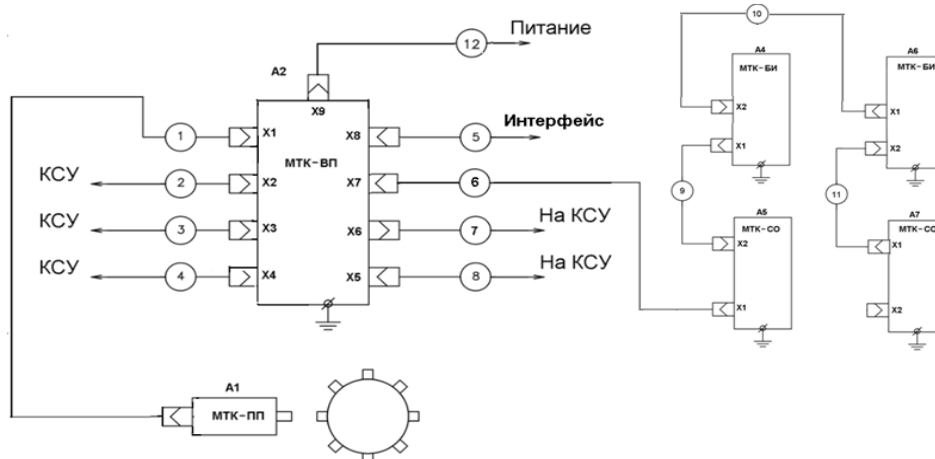 12
Питание
10
A2
X9
A4
МТК-БИ
A6
МТК-БИ
1
X1
X8
5
Интерфейс
X2
X1
МТК-ВП
КСУ
2
X2
X7
6
X1
X2
9
11
КСУ
3
X3
X6
7
На КСУ
A5
МТК-СО
A7
МТК-СО
X2
X1
КСУ
4
X4
X5
8
На КСУ
X1
X2
A1
МТК-ПП